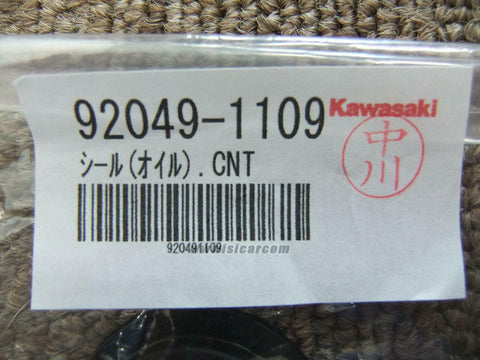 92049-1109
Kawasaki
中川
ｼｰﾙ(ｵｲﾙ).CNT
920491109